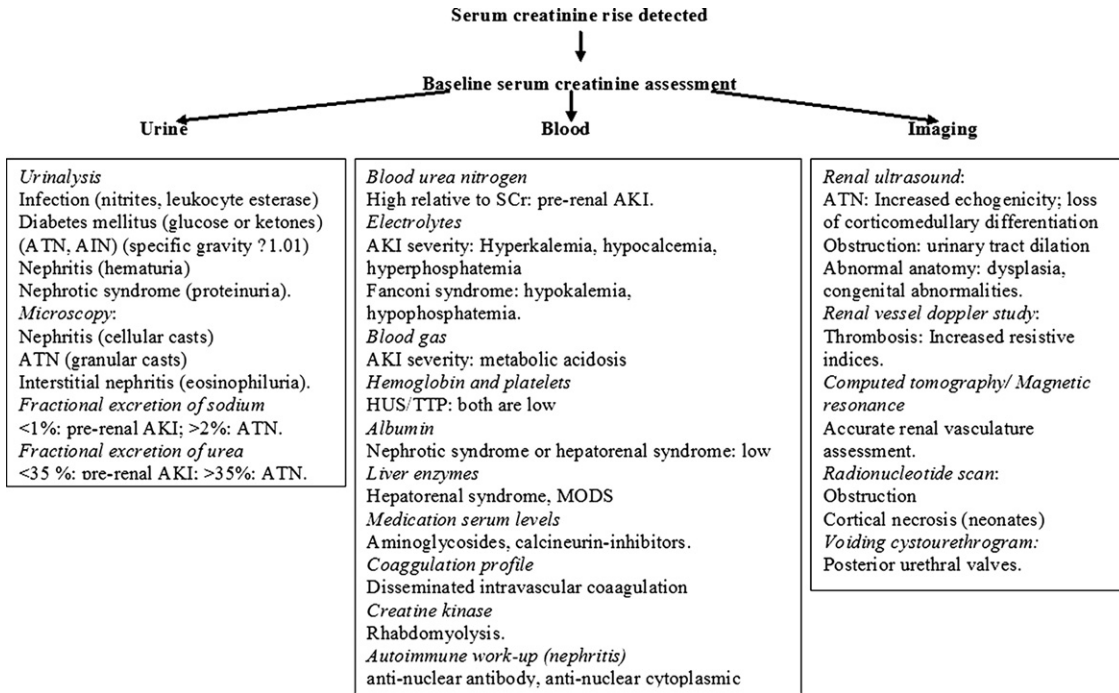 Serum creatinine rise detected
Baseline serum creatinine assessment
Urine
Blood
Imaging
Urinalysis
Infection (nitrites, leukocyte esterase)
Diabetes mellitus (glucose or ketones)
(ATN, AIN) (specific gravity ?1.01)
Nephritis (hematuria)
Nephrotic syndrome (proteinuria).
Microscopy:
Nephritis (cellular casts)
ATN (granular casts)
Interstitial nephritis (eosinophiluria).
Fractional excretion of sodium
<1%: pre-renal AKI; >2%: ATN.
Fractional excretion of urea
<35 %: pre-renal AKI: >35%: ATN.
Blood urea nitrogen
High relative to SCr: pre-renal AKI.
Electrolytes
AKI severity: Hyperkalemia, hypocalcemia,
hyperphosphatemia
Fanconi syndrome: hypokalemia,
hypophosphatemia.
Blood gas
AKI severity: metabolic acidosis
Hemoglobin and platelets
HUS/TTP: both are low
Albumin
Nephrotic syndrome or hepatorenal syndrome: low
Liver enzymes
Hepatorenal syndrome, MODS
Medication serum levels
Aminoglycosides, calcineurin-inhibitors.
Coaggulation profile
Disseminated intravascular coaagulation
Creatine kinase
Rhabdomyolysis.
Autoimmune work-up (nephritis)
anti-nuclear antibody, anti-nuclear cytoplasmic
Renal ultrasound:
ATN: Increased echogenicity; loss
of corticomedullary differentiation
Obstruction: urinary tract dilation
Abnormal anatomy: dysplasia,
congenital abnormalities.
Renal vessel doppler study:
Thrombosis: Increased resistive
indices.
Computed tomography/ Magnetic
resonance
Accurate renal vasculature
assessment.
Radionucleotide scan:
Obstruction
Cortical necrosis (neonates)
Voiding cystourethrogram:
Posterior urethral valves.